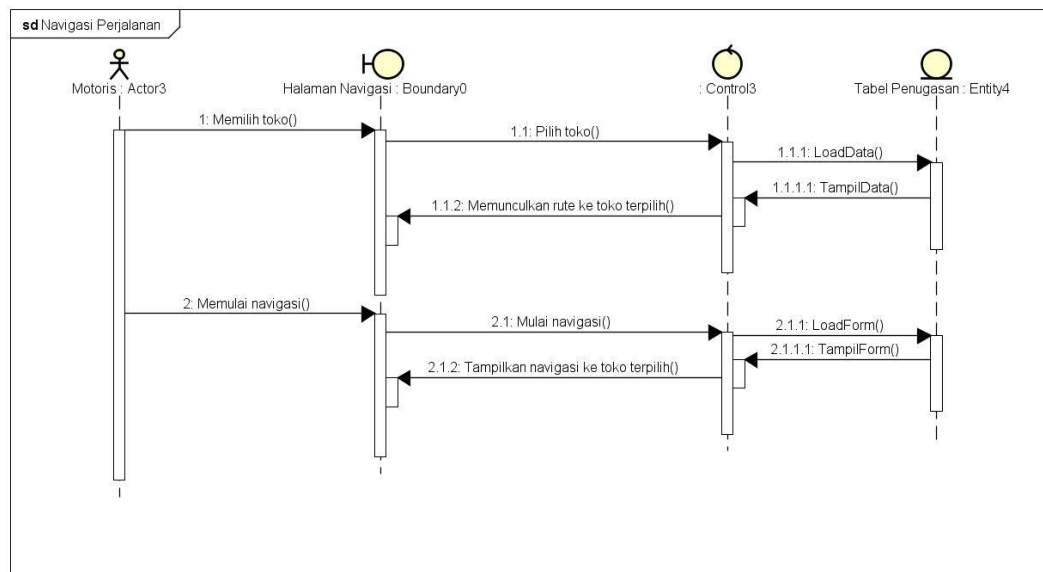 sd Navigasi Perjalanan
Motoris : Actor3
Halaman Navigasi : Boundary0
: Control3
Tabel Penugasan : Entity4
1: Memilih toko()
1.1: Pilih toko()
1.1.1: LoadData()
1.1.1.1: TampilData()
1.1.2: Memunculkan rute ke toko terpilih()
2: Memulai navigasi()
2.1: Mulai navigasi()
2.1.1: LoadForm()
2.1.1.1: TampilForm()
2.1.2: Tampilkan navigasi ke toko terpilih()